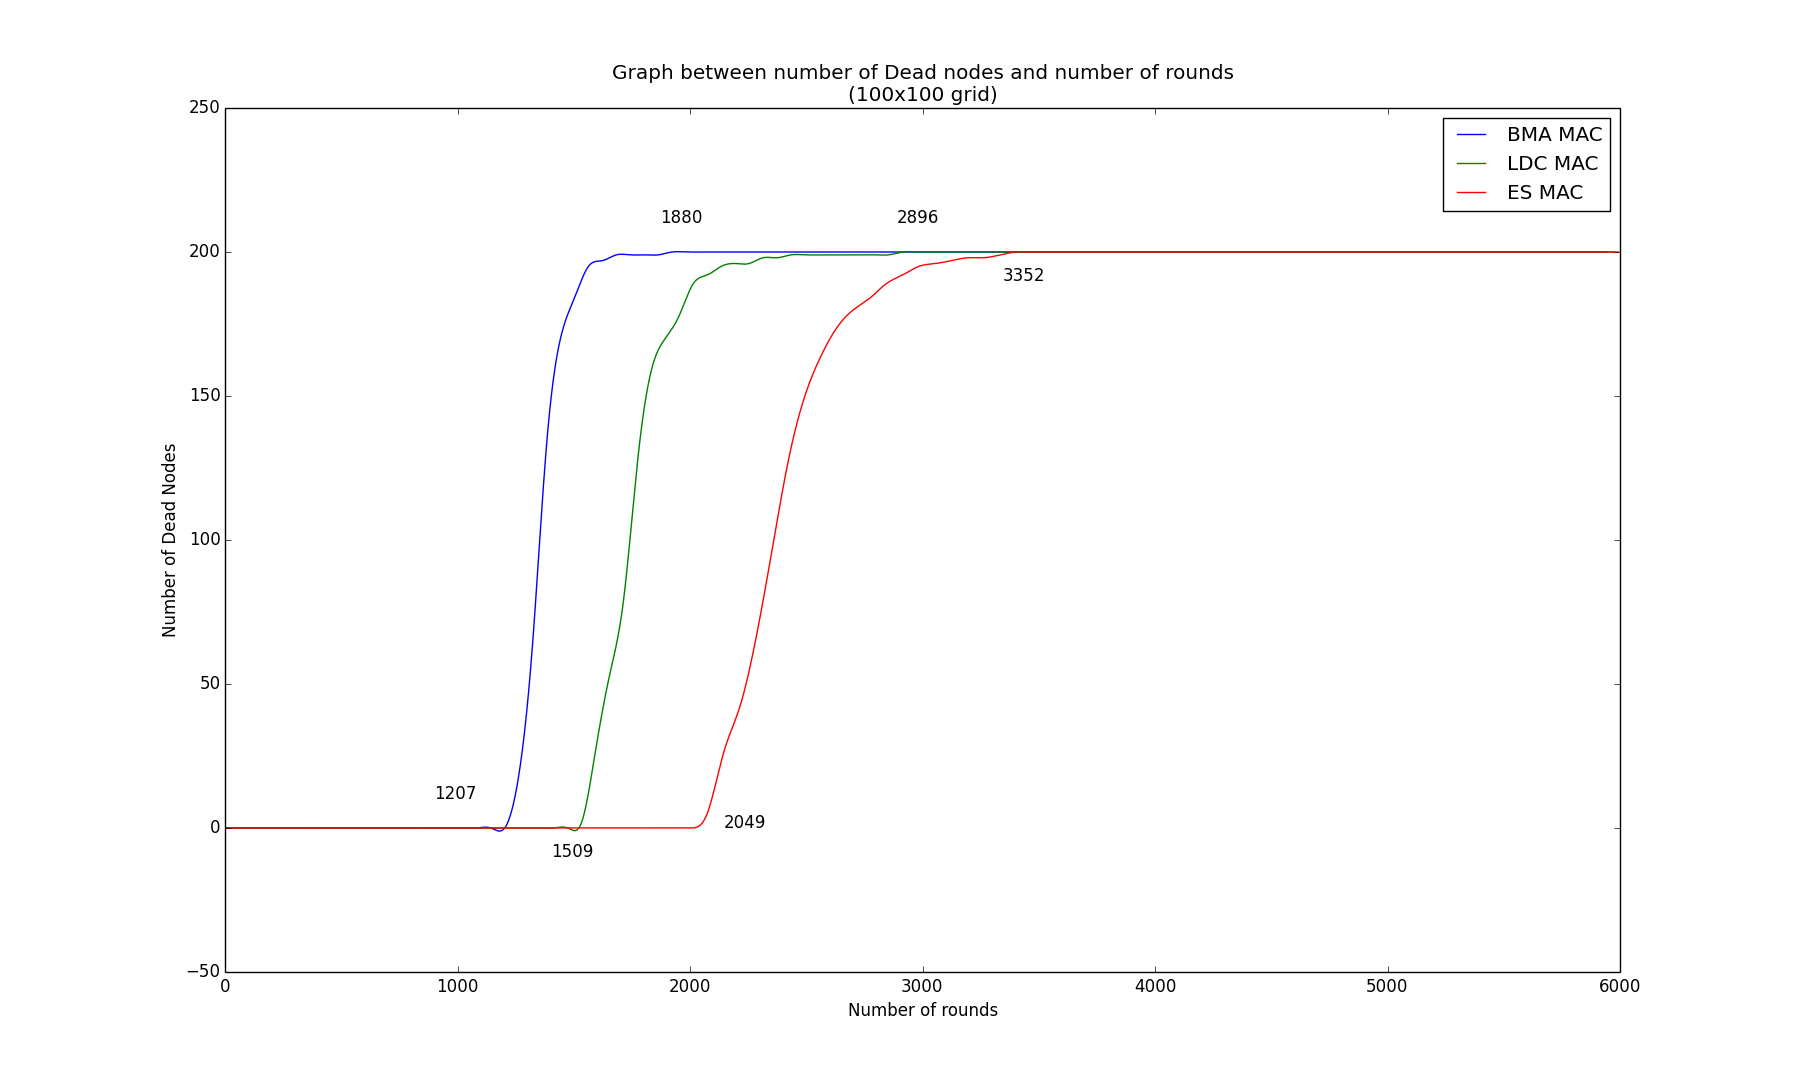 Graph between number of Dead nodes and number of rounds
(100x100 grid)
250
200
150
100
50
0
−50
Number of Dead Nodes
BMA MAC
LDC MAC
ES MAC
1880
2896
3352
1207
2049
1509
0
1000
2000
3000
4000
5000
6000
Number of rounds